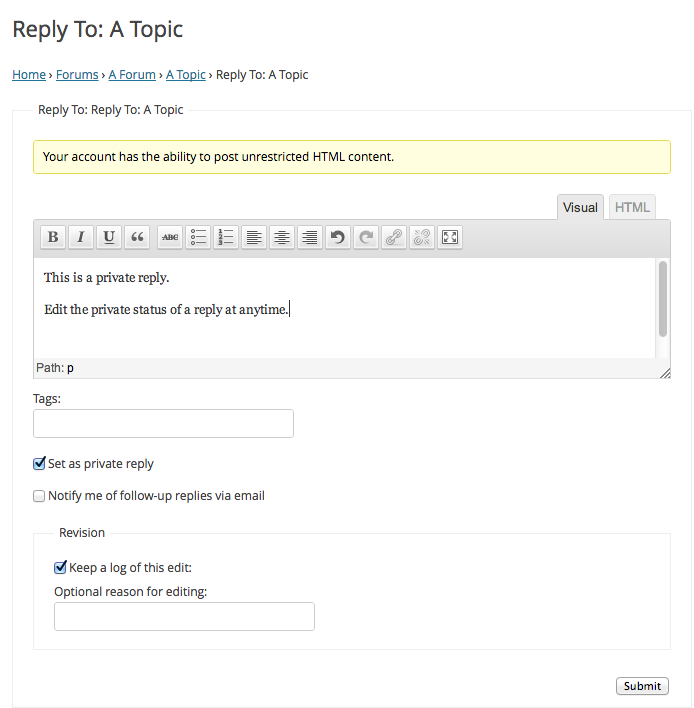 Reply To: A Topic
Home › Forums › A Forum › A Topic › Reply To: A Topic
Reply To: Reply To: A Topic
Your account has the ability to post unrestricted HTML content.
Visual HTML
B I U “ ABC
This is a private reply.
Edit the private status of a reply at anytime.
Path: p
Tags:
Set as private reply
Notify me of follow-up replies via email
Revision
Keep a log of this edit:
Optional reason for editing:
Submit